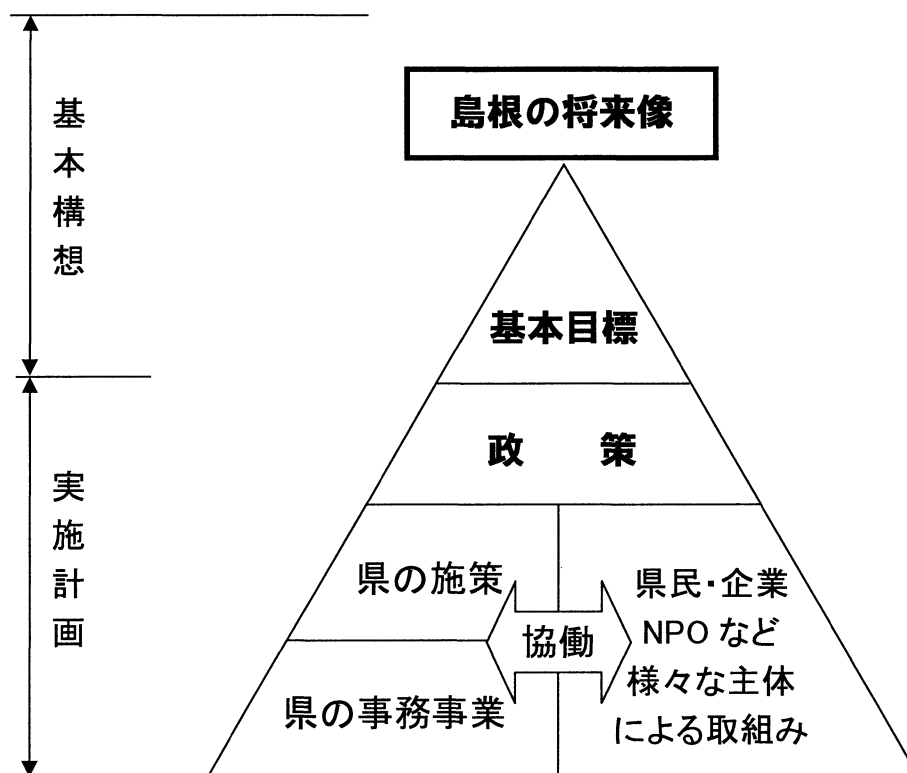 基本構想
島根の将来像
基本目標
実施計画
政　策
県の施策
県の事務事業
協働
県民・企業
NPOなど
様々な主体
による取組み